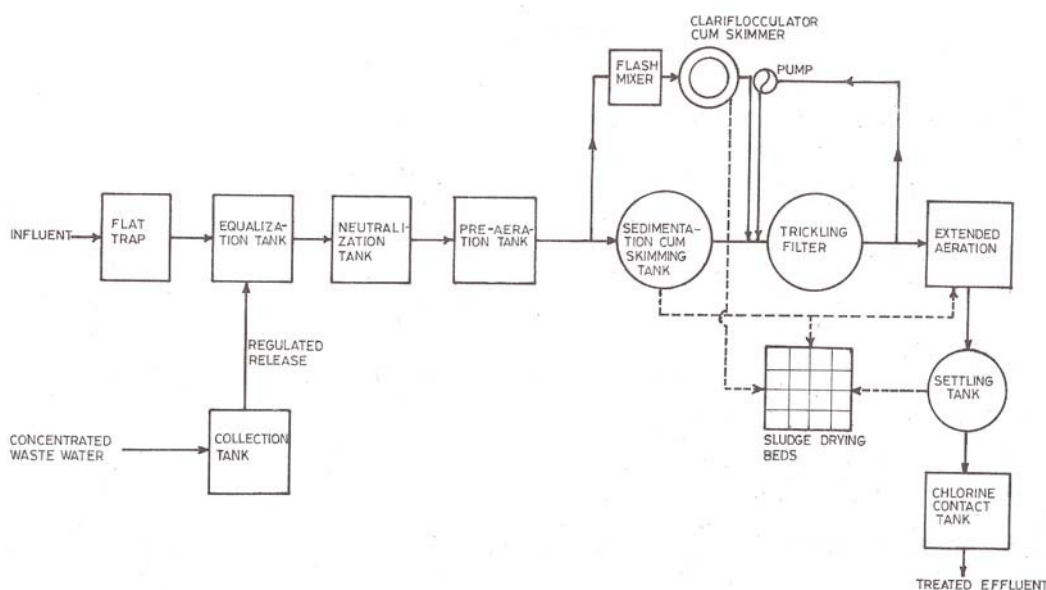 CLARIFLOCCULATOR
CUM SKIMMER
FLASH
MIXER
PUMP
INFLUENT
FLAT
TRAP
EQUALIZA-
TION TANK
NEUTRALI-
ZATION
TANK
PRE-AERA-
TION TANK
SEDIMENTA-
TION CUM
SKIMMING
TANK
TRICKLING
FILTER
EXTENDED
AERATION
REGULATED
RELEASE
SETTLING
TANK
CONCENTRATED
WASTE WATER
COLLECTION
TANK
SLUDGE DRYING
BEDS
CHLORINE
CONTACT
TANK
TREATED EFFLUENT